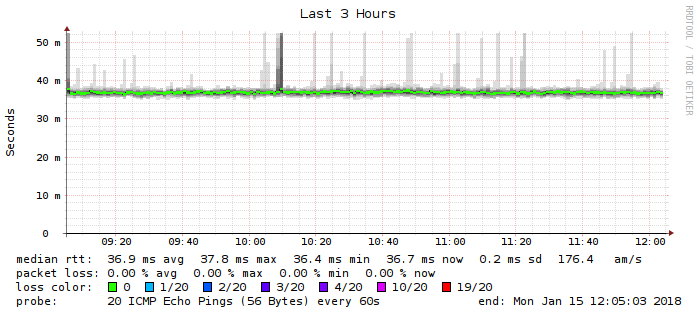 Last 3 Hours
RRDTOOL / TOBI OETIKER
Seconds
50 m
40 m
30 m
20 m
10 m
0
09:20 09:40 10:00 10:20 10:40 11:00 11:20 11:40 12:00
median rtt: 36.9 ms avg 37.8 ms max 36.4 ms min 36.7 ms now 0.2 ms sd 176.4 am/s
packet loss: 0.00 % avg 0.00 % max 0.00 % min 0.00 % now
loss color: 0 1/20 2/20 3/20 4/20 10/20 19/20
probe: 20 ICMP Echo Pings (56 Bytes) every 60s end: Mon Jan 15 12:05:03 2018